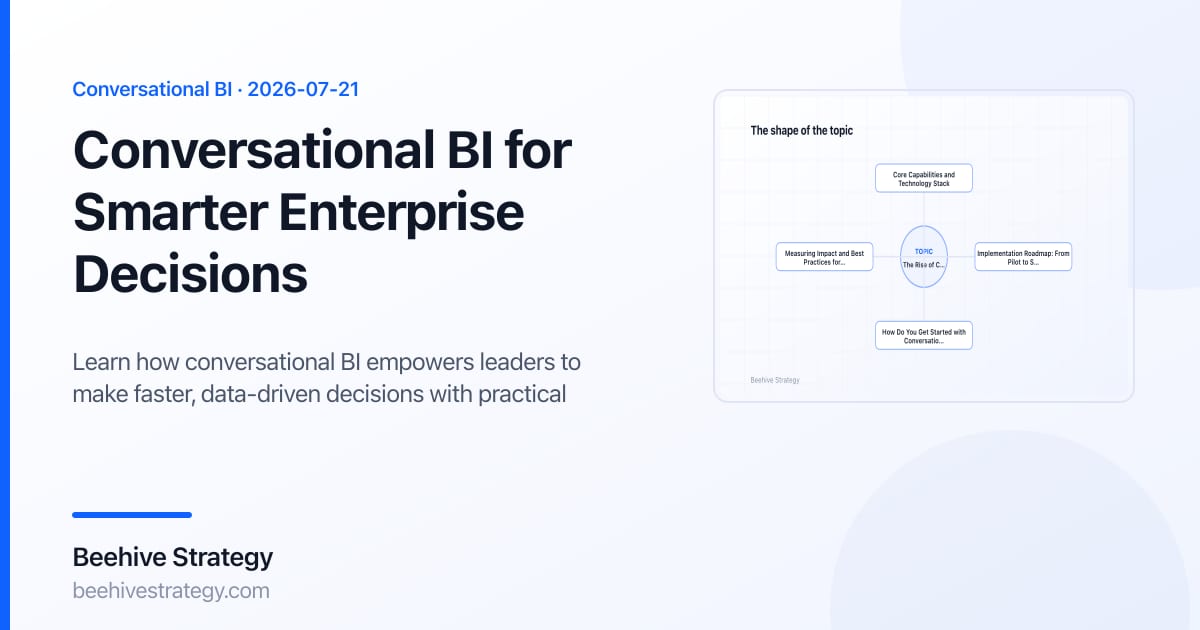 Conversational BI · 2026-07-21
Conversational BI for
Smarter Enterprise
Decisions
Learn how conversational BI empowers leaders to
make faster, data-driven decisions with practical
Beehive Strategy
beehivestrategy.com
The shape of the topic
Core Capabilities and
Technology Stack
Measuring Impact and Best
Practices for...
TOPIC
The Rise of C...
Implementation Roadmap: From
Pilot to S...
How Do You Get Started with
Conversatio...
Beehive Strategy